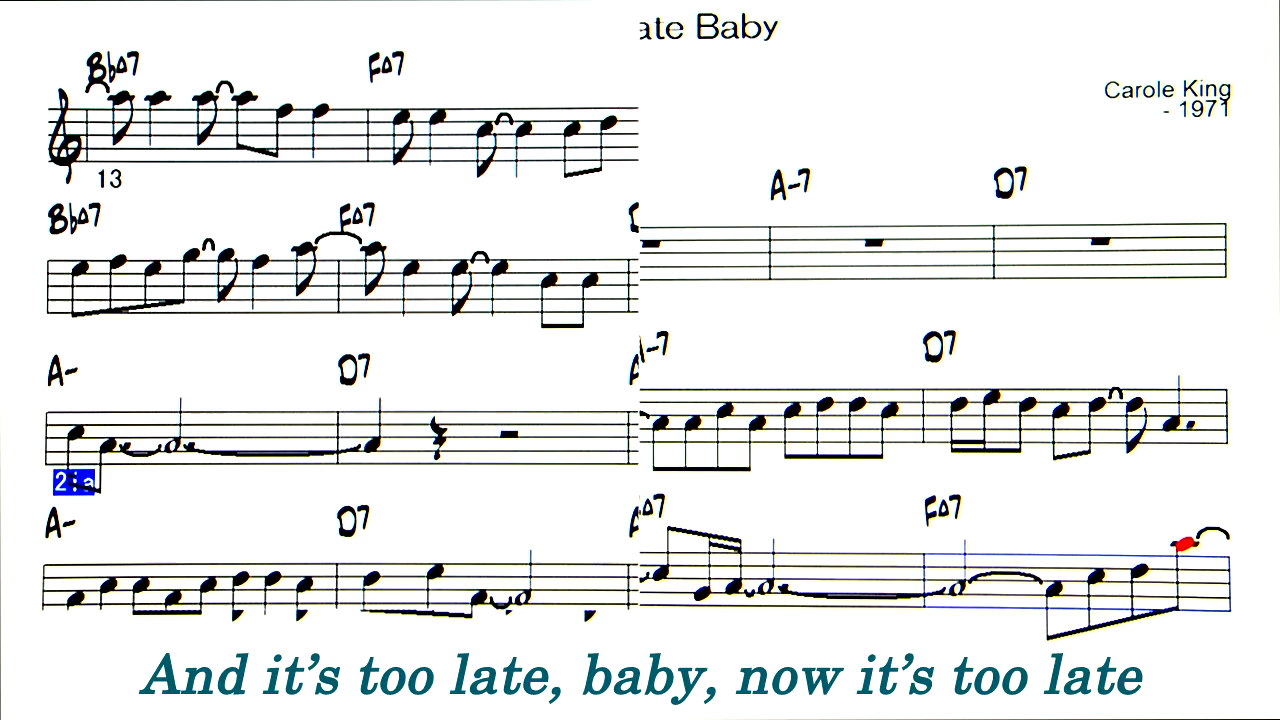 ate Baby
Carole King
- 1971
BbΔ7 FΔ7
13
A-7 D7
BbΔ7 FΔ7
-7 D7
A- D7
2:a
Δ7 FΔ7
A- D7
And it’s too late, baby, now it’s too late